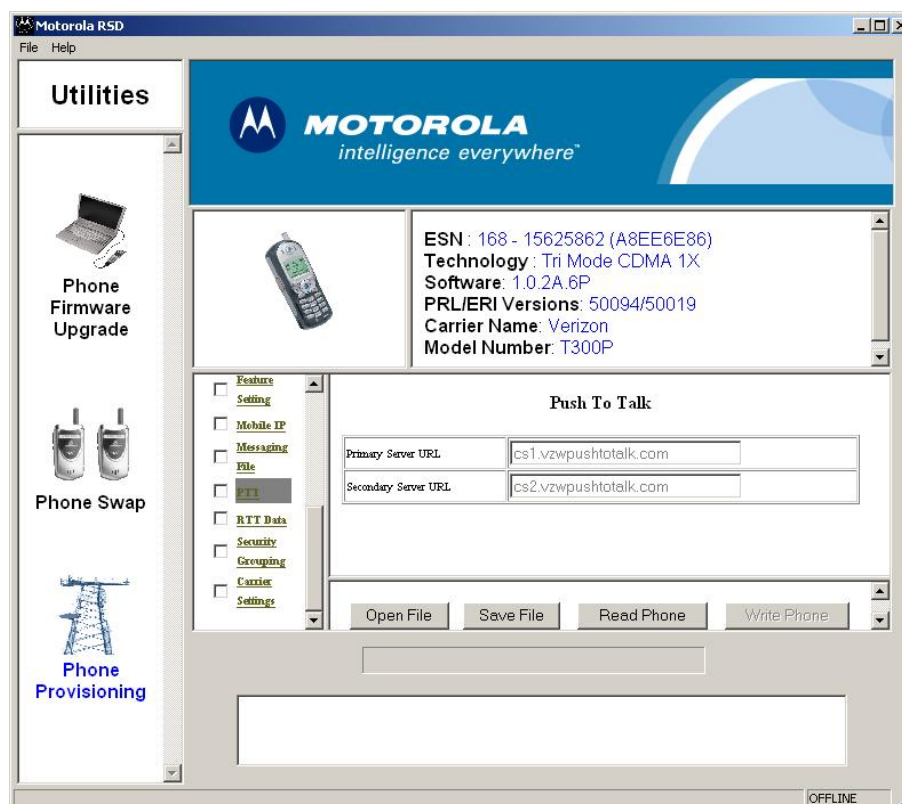 Motorola RSD
File Help
Utilities
MOTOROLA
intelligence everywhere™
Phone
Firmware
Upgrade
Phone Swap
Phone
Provisioning
ESN : 168 - 15625862 (A8EE6E86)
Technology : Tri Mode CDMA 1X
Software: 1.0.2A.6P
PRL/ERI Versions: 50094/50019
Carrier Name: Verizon
Model Number: T300P
Feature
Setting
Mobile IP
Messaging
File
PTT
RTT Data
Security
Grouping
Carrier
Settings
Push To Talk
Primary Server URL cs1.vzwpushtotalk.com
Secondary Server URL cs2.vzwpushtotalk.com
Open File Save File Read Phone Write Phone
OFFLINE